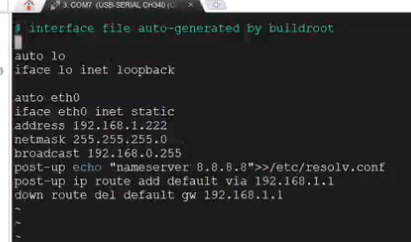 3. COM7 (USB-SERIAL CH340) (C
# interface file auto-generated by buildroot
auto lo
iface lo inet loopback
auto eth0
iface eth0 inet static
address 192.168.1.222
netmask 255.255.255.0
broadcast 192.168.0.255
post-up echo "nameserver 8.8.8.8">>/etc/resolv.conf
post-up ip route add default via 192.168.1.1
down route del default gw 192.168.1.1
~
~
~